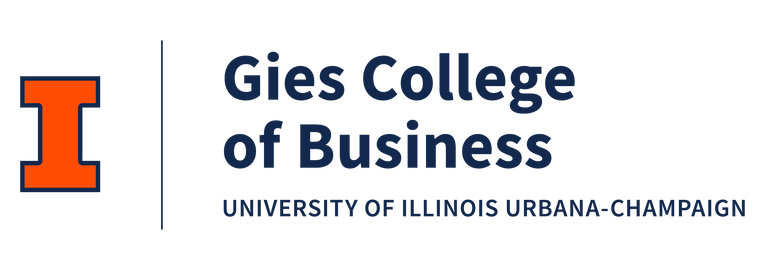 I
Gies College
of Business
UNIVERSITY OF ILLINOIS URBANA-CHAMPAIGN